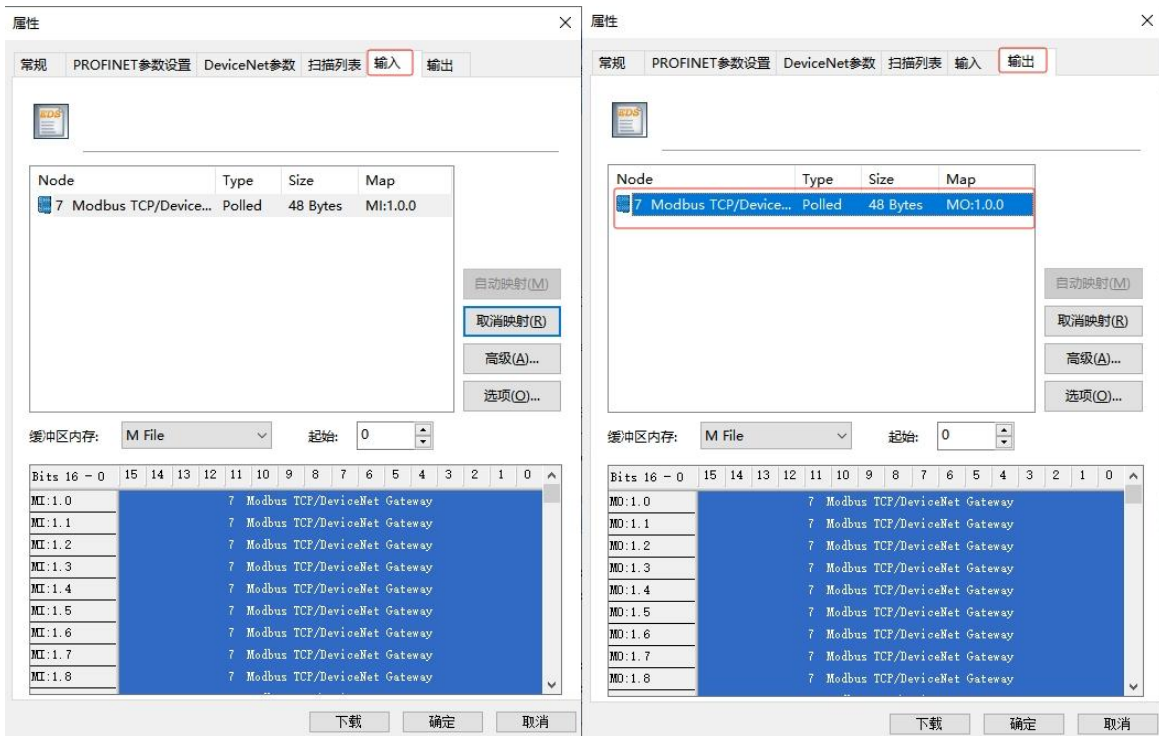 属性
常规 PROFINET参数设置 DeviceNet参数 扫描列表 输入 输出
EDS
Node Type Size Map
7 Modbus TCP/Device... Polled 48 Bytes MI:1.0.0
自动映射(M)
取消映射(R)
高级(A)...
选项(O)...
缓冲区内存: M File 起始: 0
Bits 16 - 0 15 14 13 12 11 10 9 8 7 6 5 4 3 2 1 0
MI:1.0 7 Modbus TCP/DeviceNet Gateway
MI:1.1 7 Modbus TCP/DeviceNet Gateway
MI:1.2 7 Modbus TCP/DeviceNet Gateway
MI:1.3 7 Modbus TCP/DeviceNet Gateway
MI:1.4 7 Modbus TCP/DeviceNet Gateway
MI:1.5 7 Modbus TCP/DeviceNet Gateway
MI:1.6 7 Modbus TCP/DeviceNet Gateway
MI:1.7 7 Modbus TCP/DeviceNet Gateway
MI:1.8 7 Modbus TCP/DeviceNet Gateway
下载 确定 取消
属性
常规 PROFINET参数设置 DeviceNet参数 扫描列表 输入 输出
EDS
Node Type Size Map
7 Modbus TCP/Device... Polled 48 Bytes MO:1.0.0
自动映射(M)
取消映射(R)
高级(A)...
选项(O)...
缓冲区内存: M File 起始: 0
Bits 16 - 0 15 14 13 12 11 10 9 8 7 6 5 4 3 2 1 0
MO:1.0 7 Modbus TCP/DeviceNet Gateway
MO:1.1 7 Modbus TCP/DeviceNet Gateway
MO:1.2 7 Modbus TCP/DeviceNet Gateway
MO:1.3 7 Modbus TCP/DeviceNet Gateway
MO:1.4 7 Modbus TCP/DeviceNet Gateway
MO:1.5 7 Modbus TCP/DeviceNet Gateway
MO:1.6 7 Modbus TCP/DeviceNet Gateway
MO:1.7 7 Modbus TCP/DeviceNet Gateway
MO:1.8 7 Modbus TCP/DeviceNet Gateway
下载 确定 取消